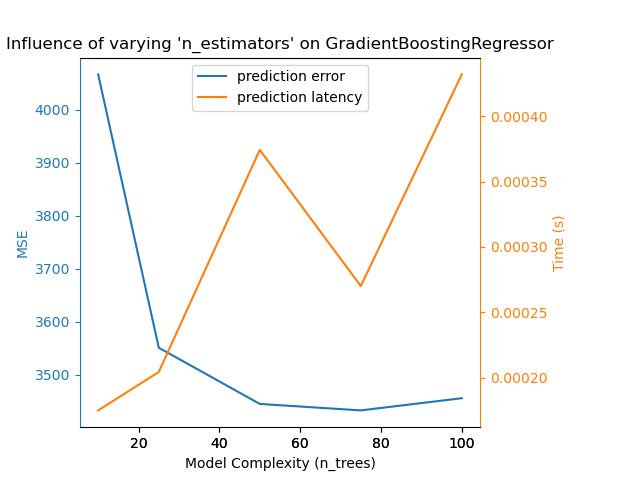 Influence of varying 'n_estimators' on GradientBoostingRegressor
prediction error
prediction latency
4000
3900
3800
3700
3600
3500
MSE
0.00040
0.00035
0.00030
0.00025
0.00020
Time (s)
20 40 60 80 100
Model Complexity (n_trees)